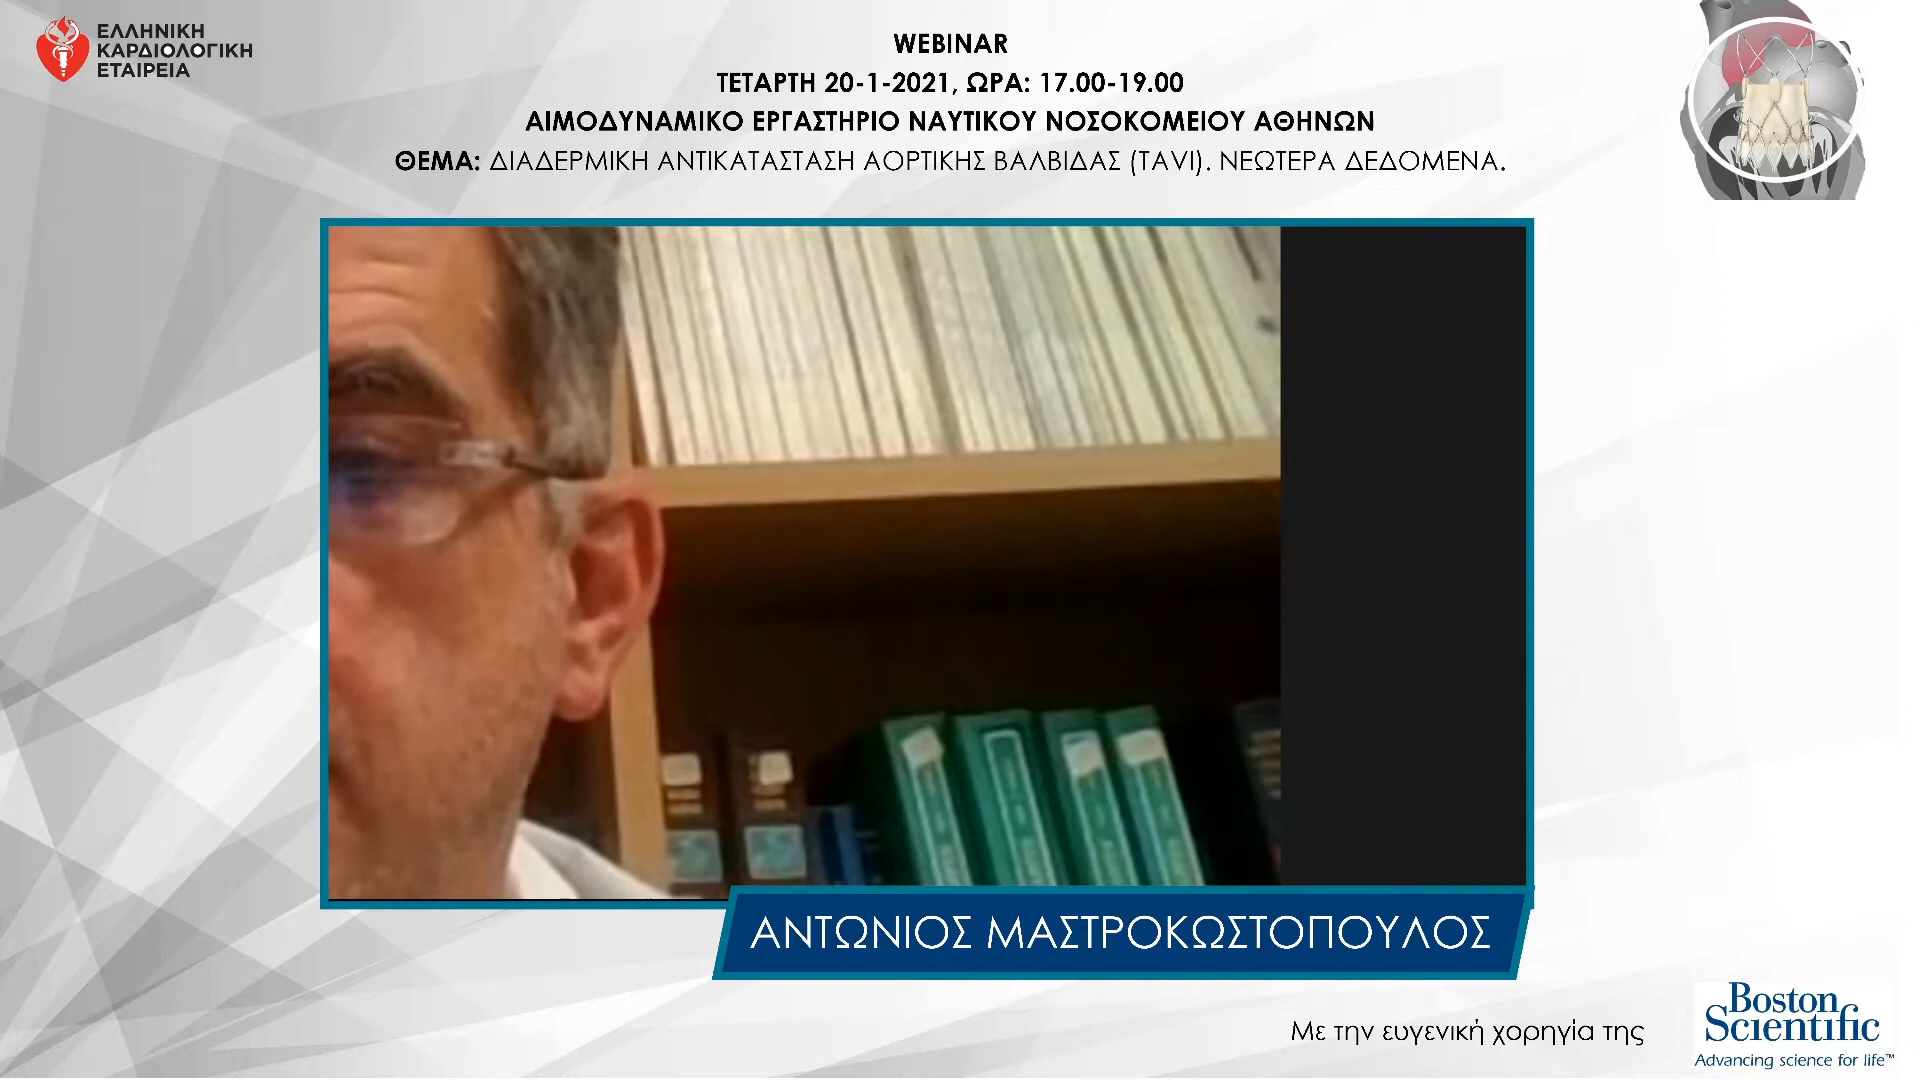 ΕΛΛΗΝΙΚΗ
ΚΑΡΔΙΟΛΟΓΙΚΗ
ΕΤΑΙΡΕΙΑ
WEBINAR
ΤΕΤΑΡΤΗ 20-1-2021, ΩΡΑ: 17.00-19.00
ΑΙΜΟΔΥΝΑΜΙΚΟ ΕΡΓΑΣΤΗΡΙΟ ΝΑΥΤΙΚΟΥ ΝΟΣΟΚΟΜΕΙΟΥ ΑΘΗΝΩΝ
ΘΕΜΑ: ΔΙΑΔΕΡΜΙΚΗ ΑΝΤΙΚΑΤΑΣΤΑΣΗ ΑΟΡΤΙΚΗΣ ΒΑΛΒΙΔΑΣ (TAVI). ΝΕΩΤΕΡΑ ΔΕΔΟΜΕΝΑ.
ΑΝΤΩΝΙΟΣ ΜΑΣΤΡΟΚΩΣΤΟΠΟΥΛΟΣ
Με την ευγενική χορηγία της
Boston
Scientific
Advancing science for life™